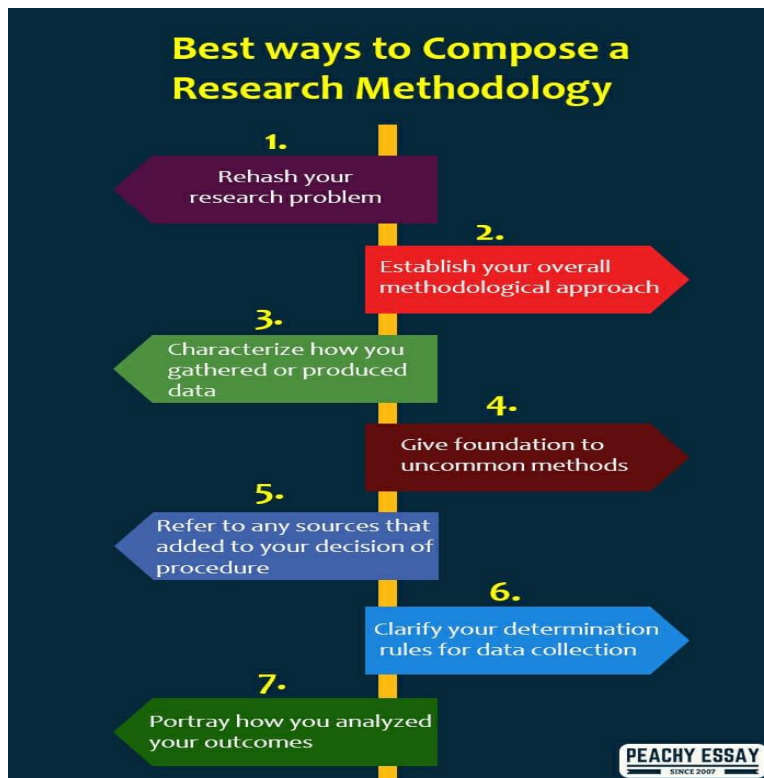 Best ways to Compose a
Research Methodology
1.
Rehash your
research problem
2.
Establish your overall
methodological approach
3.
Characterize how you
gathered or produced
data
4.
Give foundation to
uncommon methods
5.
Refer to any sources that
added to your decision of
procedure
6.
Clarify your determination
rules for data collection
7.
Portray how you analyzed
your outcomes
PEACHY ESSAY
SINCE 2007